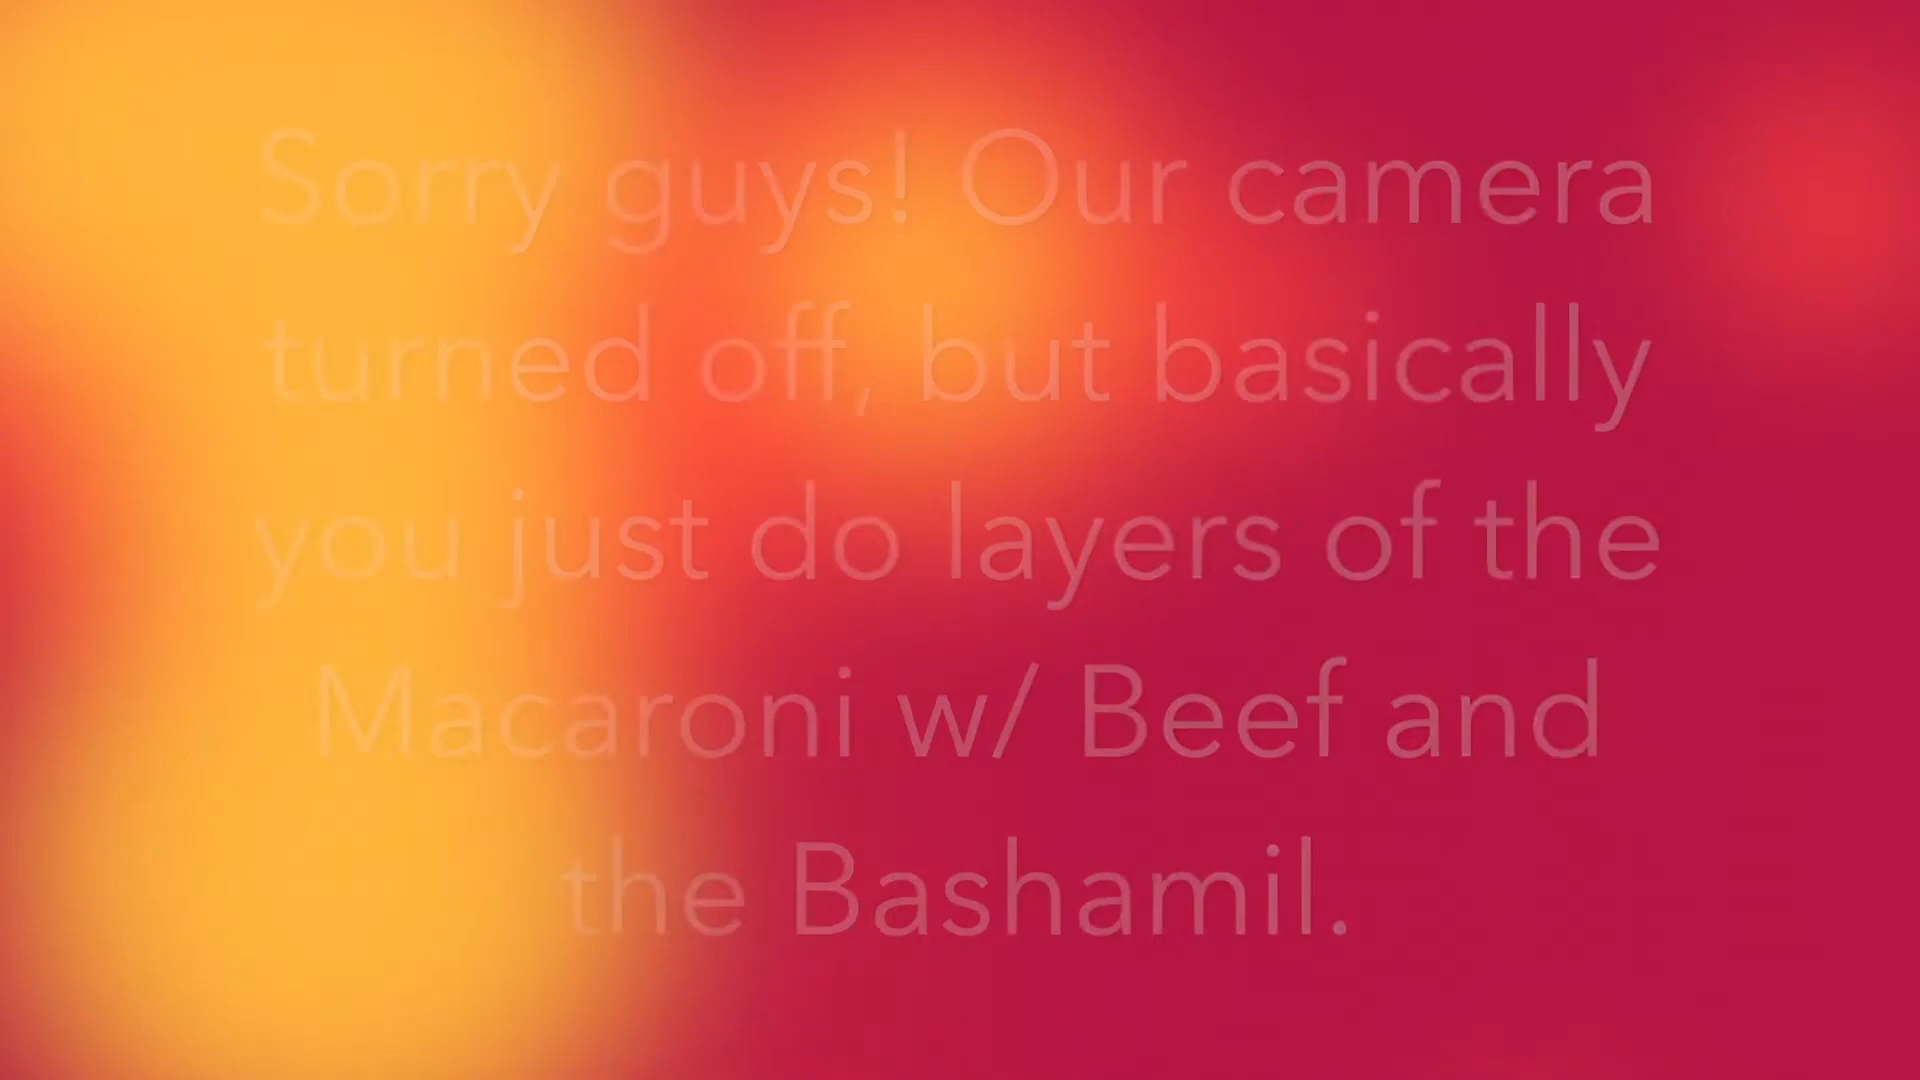 Sorry guys! Our camera
turned off, but basically
you just do layers of the
Macaroni w/ Beef and
the Bashamil.